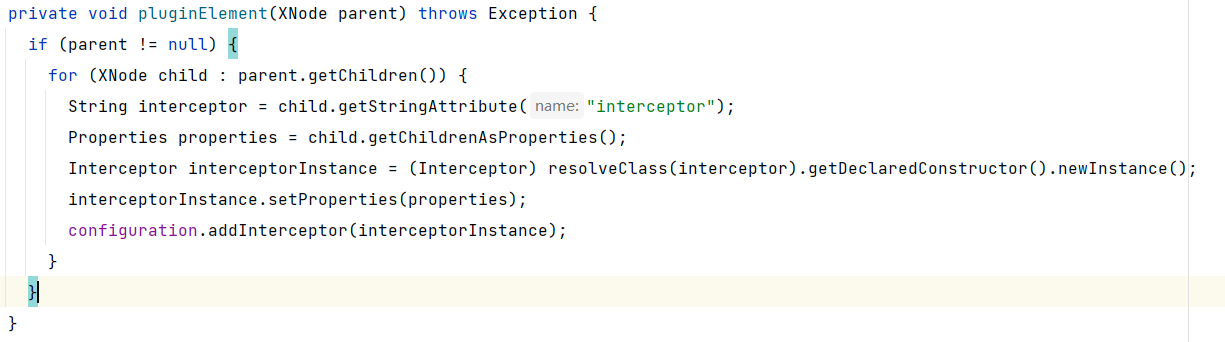 private void pluginElement(XNode parent) throws Exception {
if (parent != null) {
for (XNode child : parent.getChildren()) {
String interceptor = child.getStringAttribute( name: "interceptor");
Properties properties = child.getChildrenAsProperties();
Interceptor interceptorInstance = (Interceptor) resolveClass(interceptor).getDeclaredConstructor().newInstance();
interceptorInstance.setProperties(properties);
configuration.addInterceptor(interceptorInstance);
}
}
}